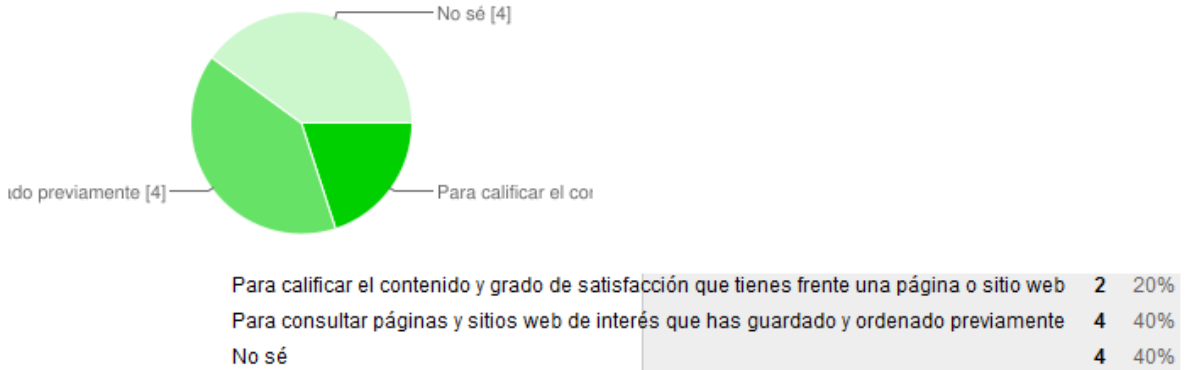 No sé [4]
do previamente [4]
Para calificar el con
Para calificar el contenido y grado de satisfacción que tienes frente una página o sitio web 2 20%
Para consultar páginas y sitios web de interés que has guardado y ordenado previamente 4 40%
No sé 4 40%